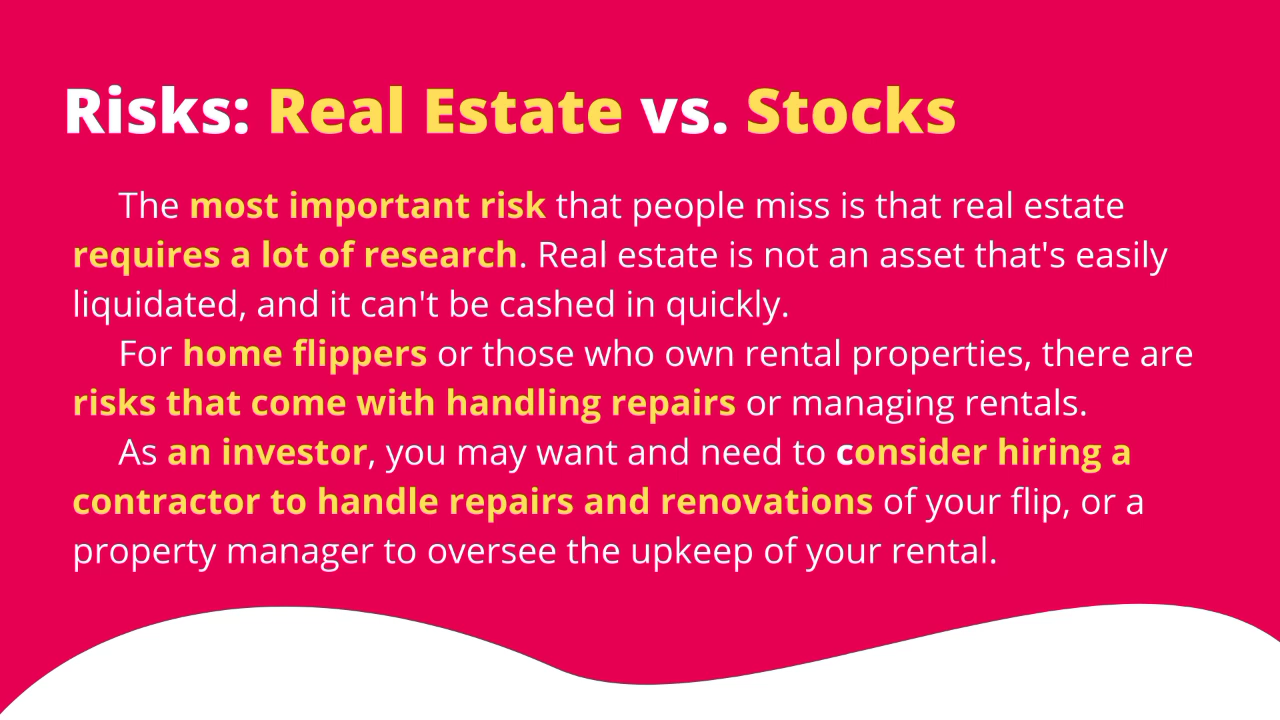 Risks: Real Estate vs. Stocks
The most important risk that people miss is that real estate
requires a lot of research. Real estate is not an asset that's easily
liquidated, and it can't be cashed in quickly.
For home flippers or those who own rental properties, there are
risks that come with handling repairs or managing rentals.
As an investor, you may want and need to consider hiring a
contractor to handle repairs and renovations of your flip, or a
property manager to oversee the upkeep of your rental.